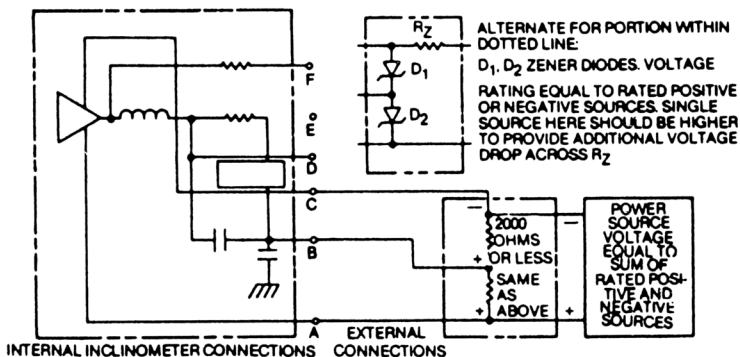 R_Z
D₁
D₂
ALTERNATE FOR PORTION WITHIN
DOTTED LINE:
D₁, D₂ ZENER DIODES. VOLTAGE
RATING EQUAL TO RATED POSITIVE
OR NEGATIVE SOURCES. SINGLE
SOURCE HERE SHOULD BE HIGHER
TO PROVIDE ADDITIONAL VOLTAGE
DROP ACROSS R_Z
F
E
D
C
B
A
−
2000
OHMS
+ OR LESS
SAME
AS
+ ABOVE
−
+
POWER
SOURCE
VOLTAGE
EQUAL TO
SUM OF
RATED POSI-
TIVE AND
NEGATIVE
SOURCES
INTERNAL INCLINOMETER CONNECTIONS
EXTERNAL
CONNECTIONS